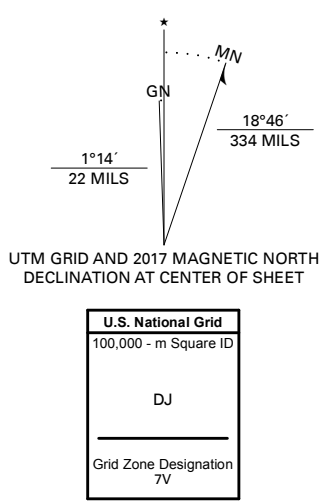 ★
MN
GN
18°46´
334 MILS
1°14´
22 MILS
UTM GRID AND 2017 MAGNETIC NORTH
DECLINATION AT CENTER OF SHEET
U.S. National Grid
100,000 - m Square ID
DJ
Grid Zone Designation
7V